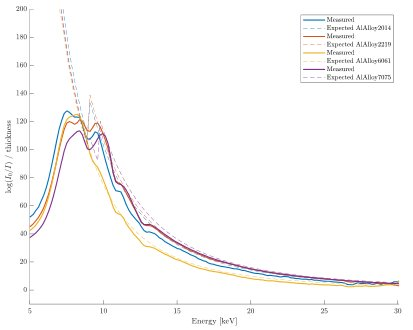 200
180
160
140
120
100
80
60
40
20
0
log(I₀/I) / thickness
5
10
15
20
25
30
Energy [keV]
Measured
Expected AlAlloy2014
Measured
Expected AlAlloy2219
Measured
Expected AlAlloy6061
Measured
Expected AlAlloy7075